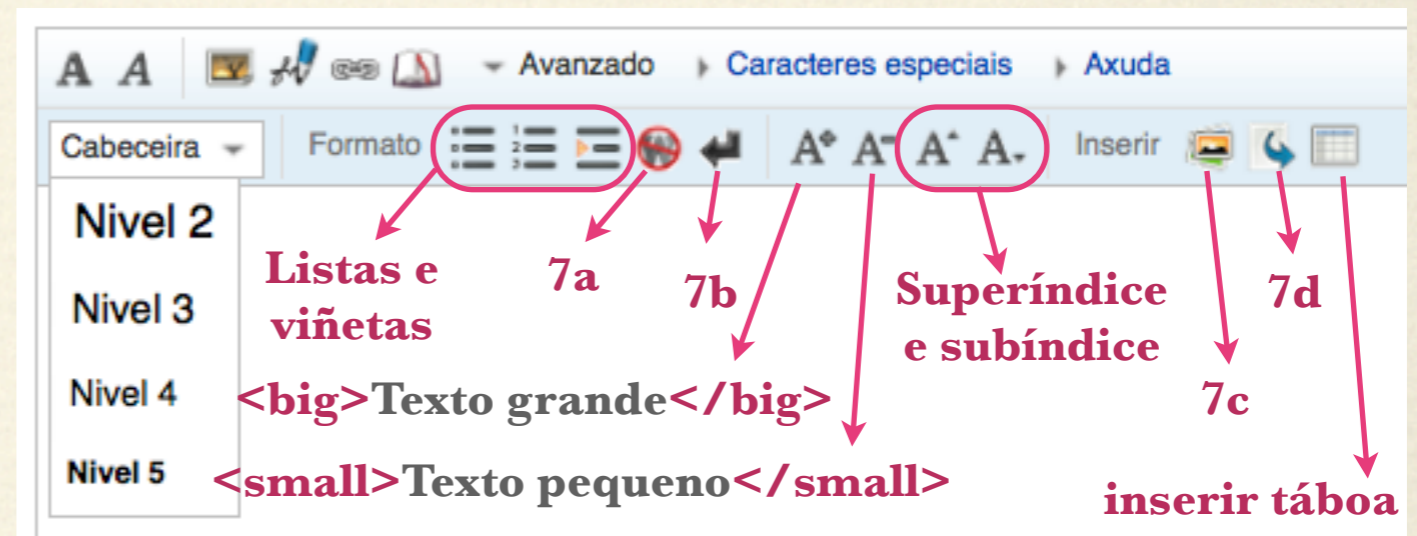 Avanzado Caracteres especiais Axuda
Cabeceira Formato Inserir
Nivel 2
Nivel 3
Nivel 4
Nivel 5
Listas e
viñetas
7a
7b
Superíndice
e subíndice
7d
7c
<big>Texto grande</big>
<small>Texto pequeno</small>
inserir táboa